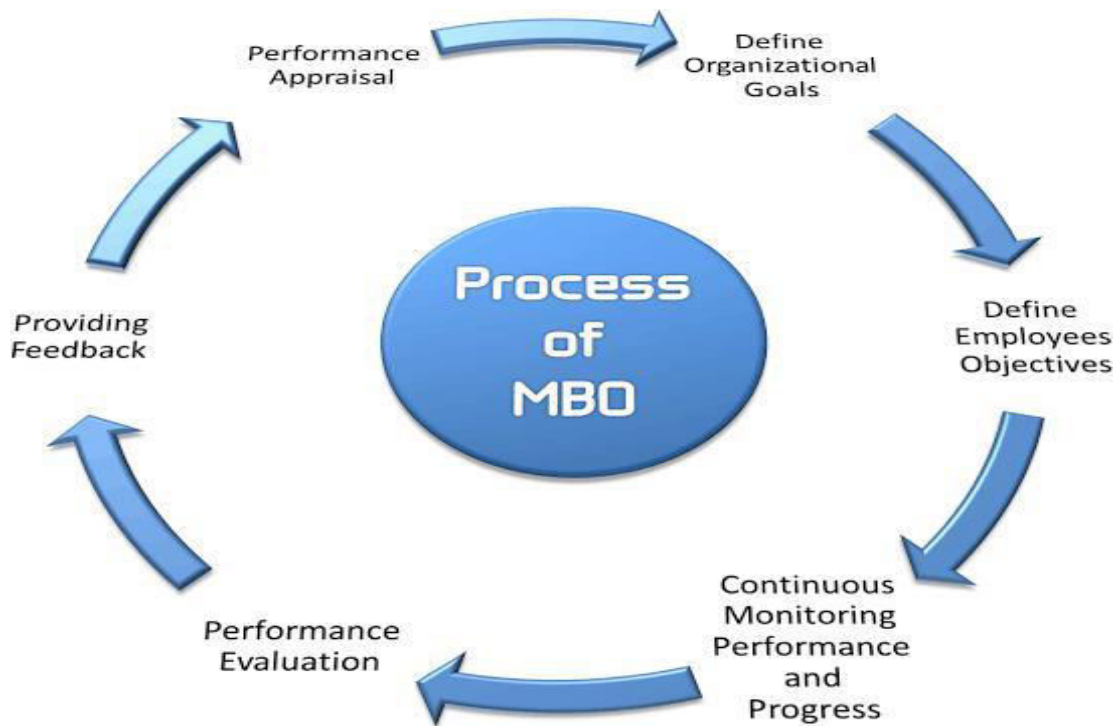 Process
of
MBO
Define
Organizational
Goals
Define
Employees
Objectives
Continuous
Monitoring
Performance
and
Progress
Performance
Evaluation
Providing
Feedback
Performance
Appraisal